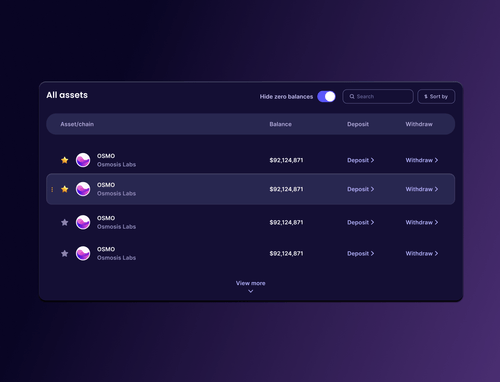 All assets
Hide zero balances
Search
Sort by
Asset/chain Balance Deposit Withdraw
OSMO
Osmosis Labs
$92,124,871 Deposit Withdraw
OSMO
Osmosis Labs
$92,124,871 Deposit Withdraw
OSMO
Osmosis Labs
$92,124,871 Deposit Withdraw
OSMO
Osmosis Labs
$92,124,871 Deposit Withdraw
View more